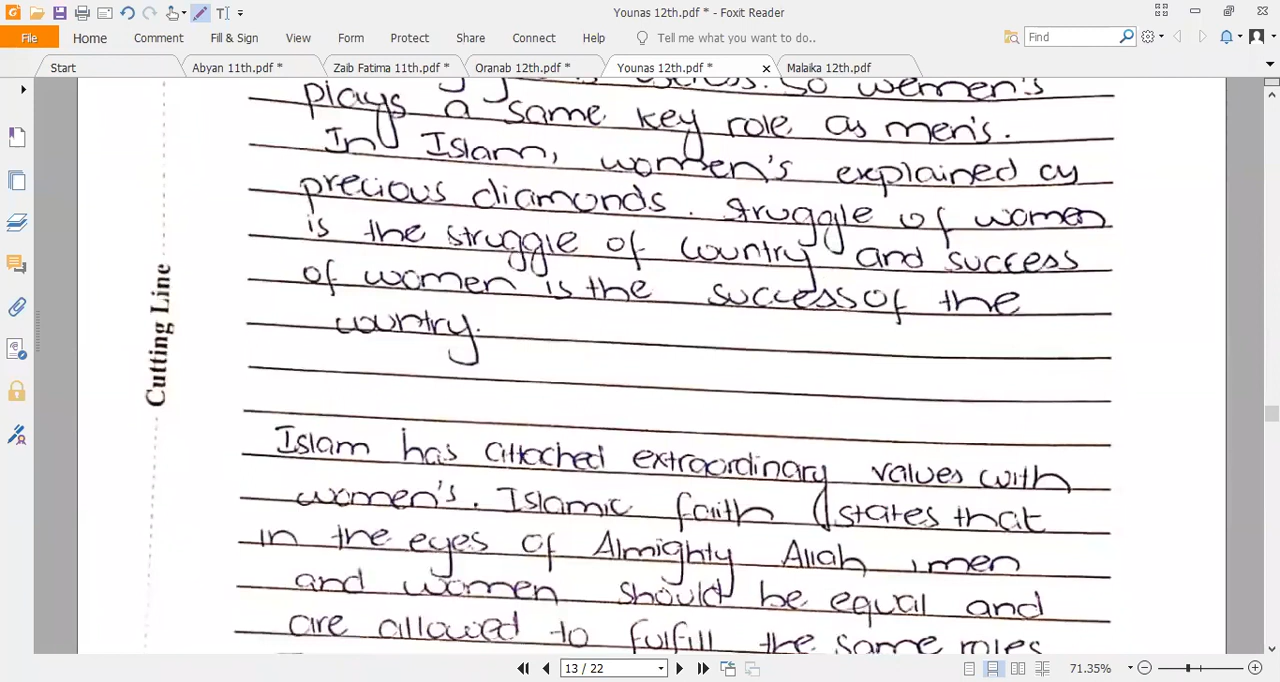 Younas 12th.pdf * - Foxit Reader
File Home Comment Fill & Sign View Form Protect Share Connect Help Tell me what you want to do.. Find
Start Abyan 11th.pdf * Zaib Fatima 11th.pdf * Oranab 12th.pdf * Younas 12th.pdf * Malaika 12th.pdf
So wemen's
plays a same key role as men's.
In Islam, women's explained as
precious diamonds. struggle of women
is the struggle of country and success
of women is the success of the
country.
Cutting Line
Islam has attached extraordinary values with
women's. Islamic faith states that
in the eyes of Almighty Allah , men
and women should be equal and
are allowed to fulfill the same roles
13 / 22 71.35%